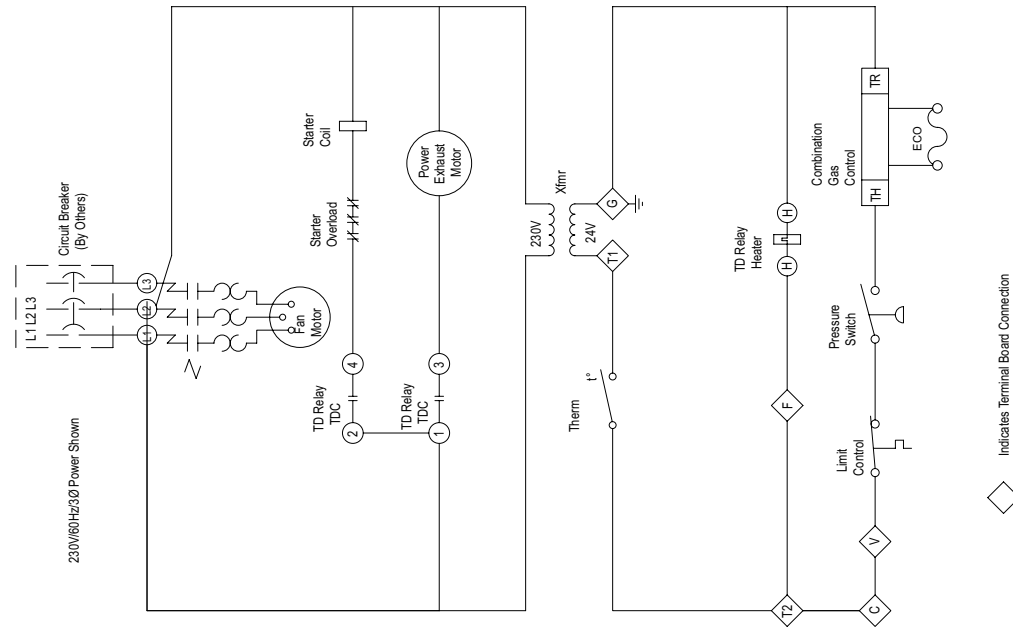 230V/60Hz/3Ø Power Shown
L1 L2 L3
Circuit Breaker
(By Others)
L1
L2
L3
Fan
Motor
TD Relay
TDC
2
4
Starter
Overload
Starter
Coil
TD Relay
TDC
1
3
Power
Exhaust
Motor
230V
Xfmr
24V
T1
G
Therm
t°
T2
F
TD Relay
Heater
H
H
C
V
Limit
Control
Pressure
Switch
Combination
Gas
Control
TH
TR
ECO
Indicates Terminal Board Connection